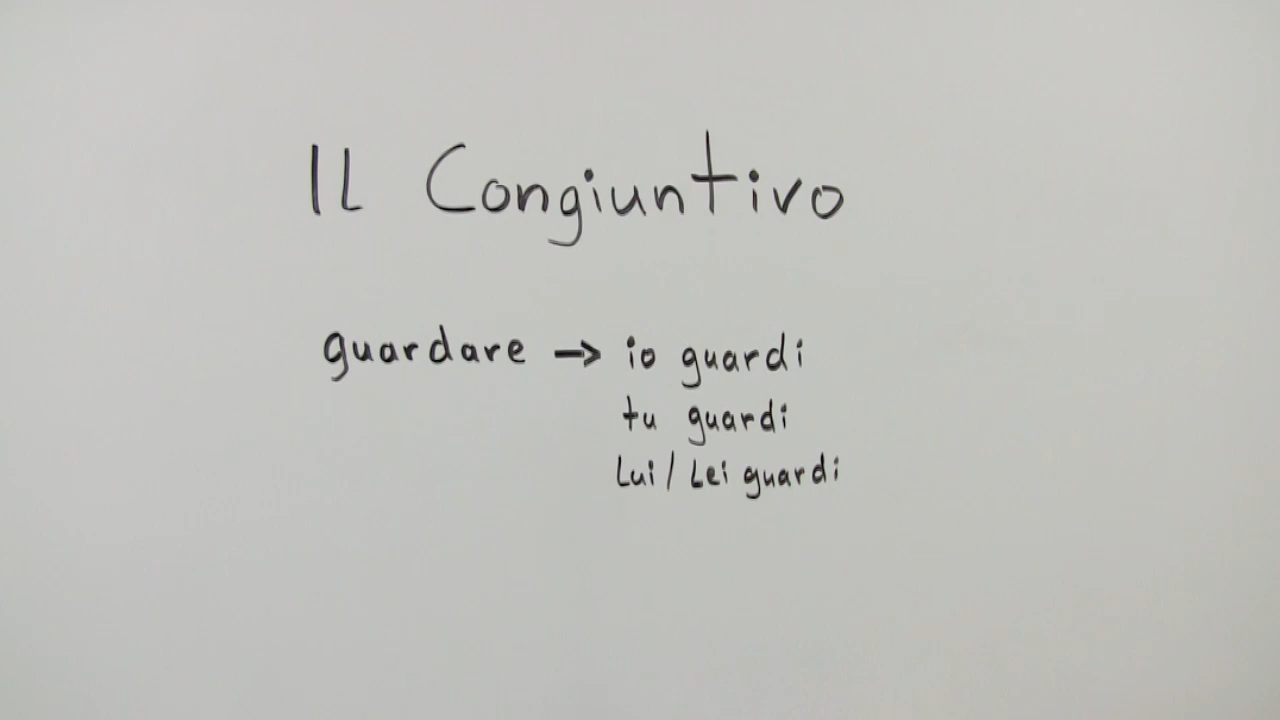 Il Congiuntivo
guardare → io guardi
tu guardi
Lui / Lei guardi